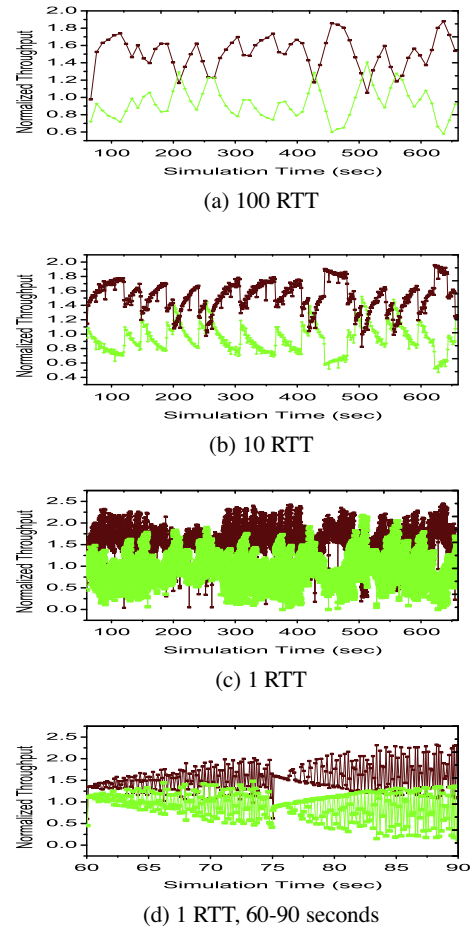 2.0
1.8
1.6
1.4
1.2
1.0
0.8
0.6
Normalized Throughput
100 200 300 400 500 600
Simulation Time (sec)
(a) 100 RTT
2.0
1.8
1.6
1.4
1.2
1.0
0.8
0.6
0.4
Normalized Throughput
100 200 300 400 500 600
Simulation Time (sec)
(b) 10 RTT
2.5
2.0
1.5
1.0
0.5
0.0
Normalized Throughput
100 200 300 400 500 600
Simulation Time (sec)
(c) 1 RTT
2.5
2.0
1.5
1.0
0.5
0.0
Normalized Throughput
60 65 70 75 80 85 90
Simulation Time (sec)
(d) 1 RTT, 60-90 seconds